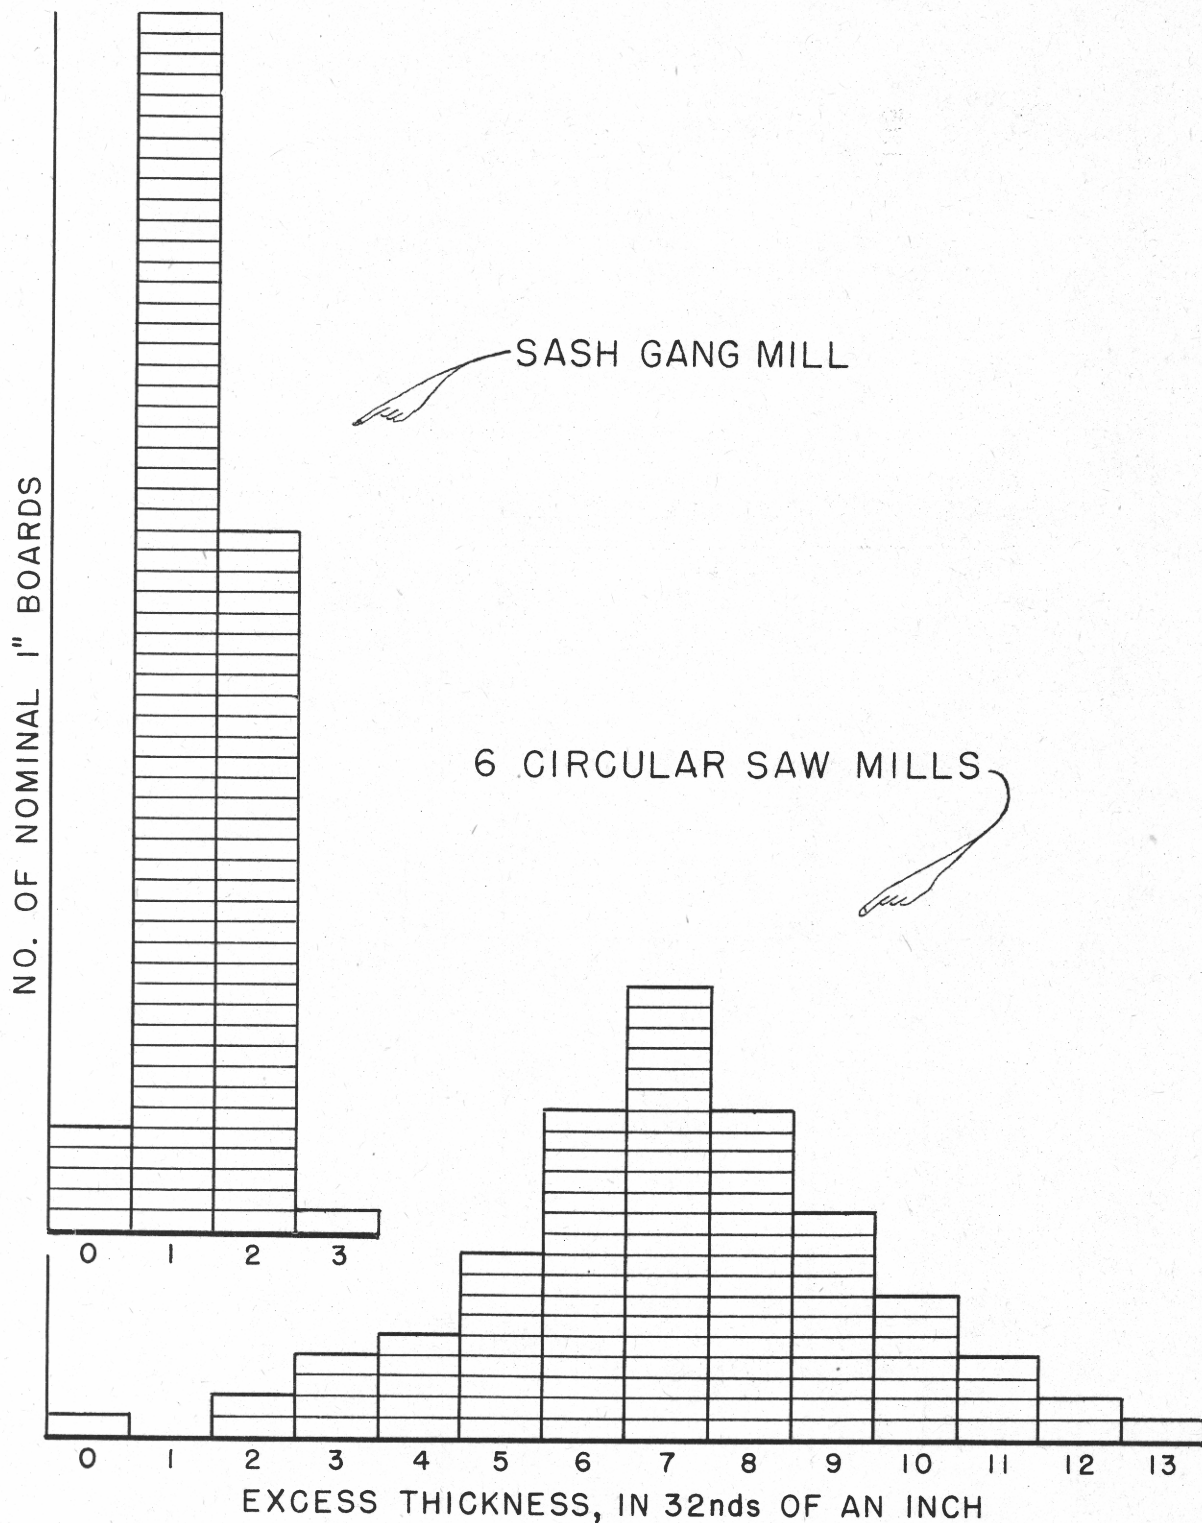 SASH GANG MILL
NO. OF NOMINAL 1" BOARDS
6 CIRCULAR SAW MILLS
0 1 2 3
0 1 2 3 4 5 6 7 8 9 10 11 12 13
EXCESS THICKNESS, IN 32nds OF AN INCH